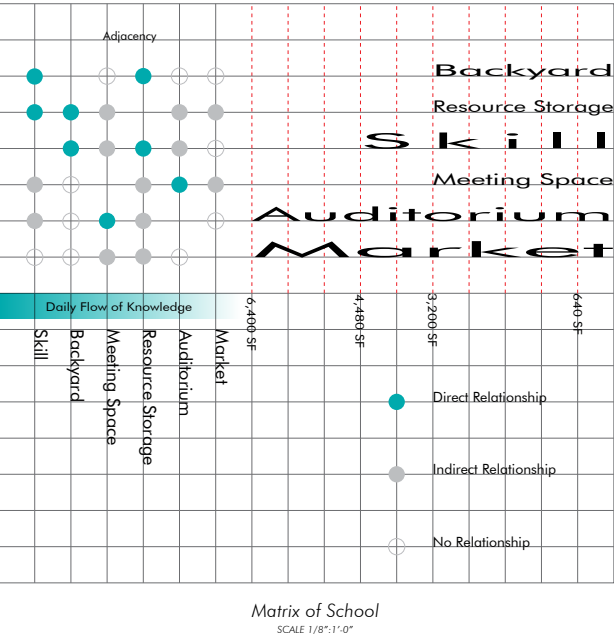 Adjacency
Backyard
Resource Storage
Skill
Meeting Space
Auditorium
Market
Daily Flow of Knowledge
6,400 SF
4,480 SF
3,200 SF
640 SF
Skill
Backyard
Meeting Space
Resource Storage
Auditorium
Market
Direct Relationship
Indirect Relationship
No Relationship
Matrix of School
SCALE 1/8":1'-0"